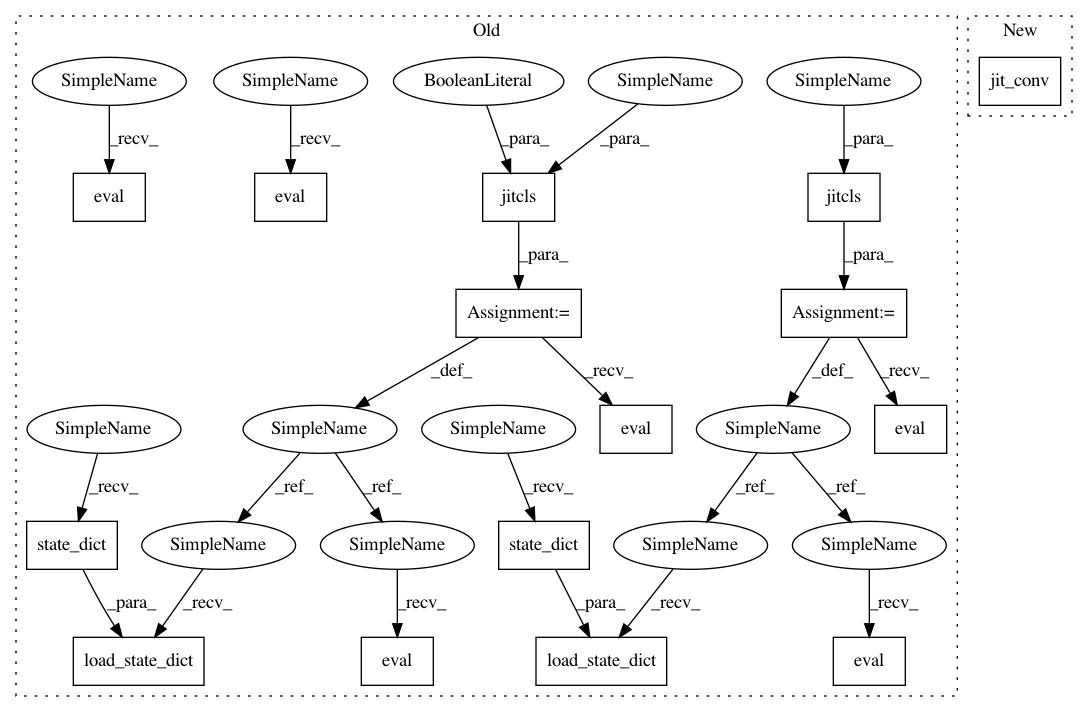 Old
New
SimpleName
SimpleName
BooleanLiteral
SimpleName
SimpleName
jit_conv
_recv_
_recv_
_para_
_para_
_para_
eval
eval
jitcls
jitcls
_para_
_para_
Assignment:=
Assignment:=
_def_
_recv_
_def_
_recv_
SimpleName
SimpleName
SimpleName
eval
SimpleName
eval
_recv_
_ref_
_ref_
_recv_
_ref_
_ref_
state_dict
SimpleName
SimpleName
state_dict
SimpleName
SimpleName
_para_
_recv_
_recv_
_para_
_recv_
_recv_
load_state_dict
eval
load_state_dict
eval